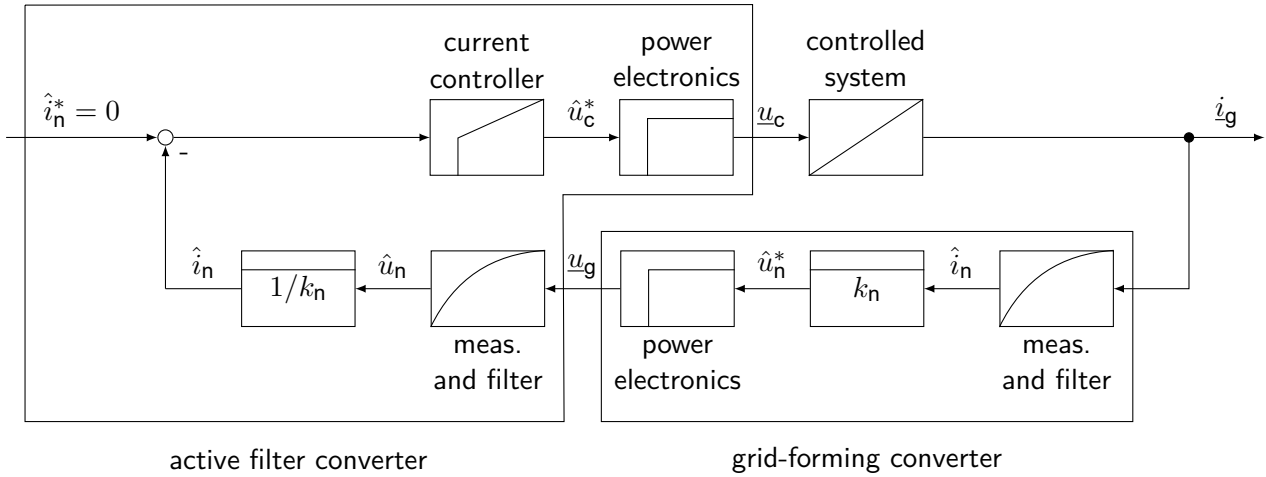 current
controller
power
electronics
controlled
system
î*n = 0
û*c
u̲c
i̲g
-
în
1/kn
ûn
u̲g
û*n
kn
în
meas.
and filter
power
electronics
meas.
and filter
active filter converter
grid-forming converter